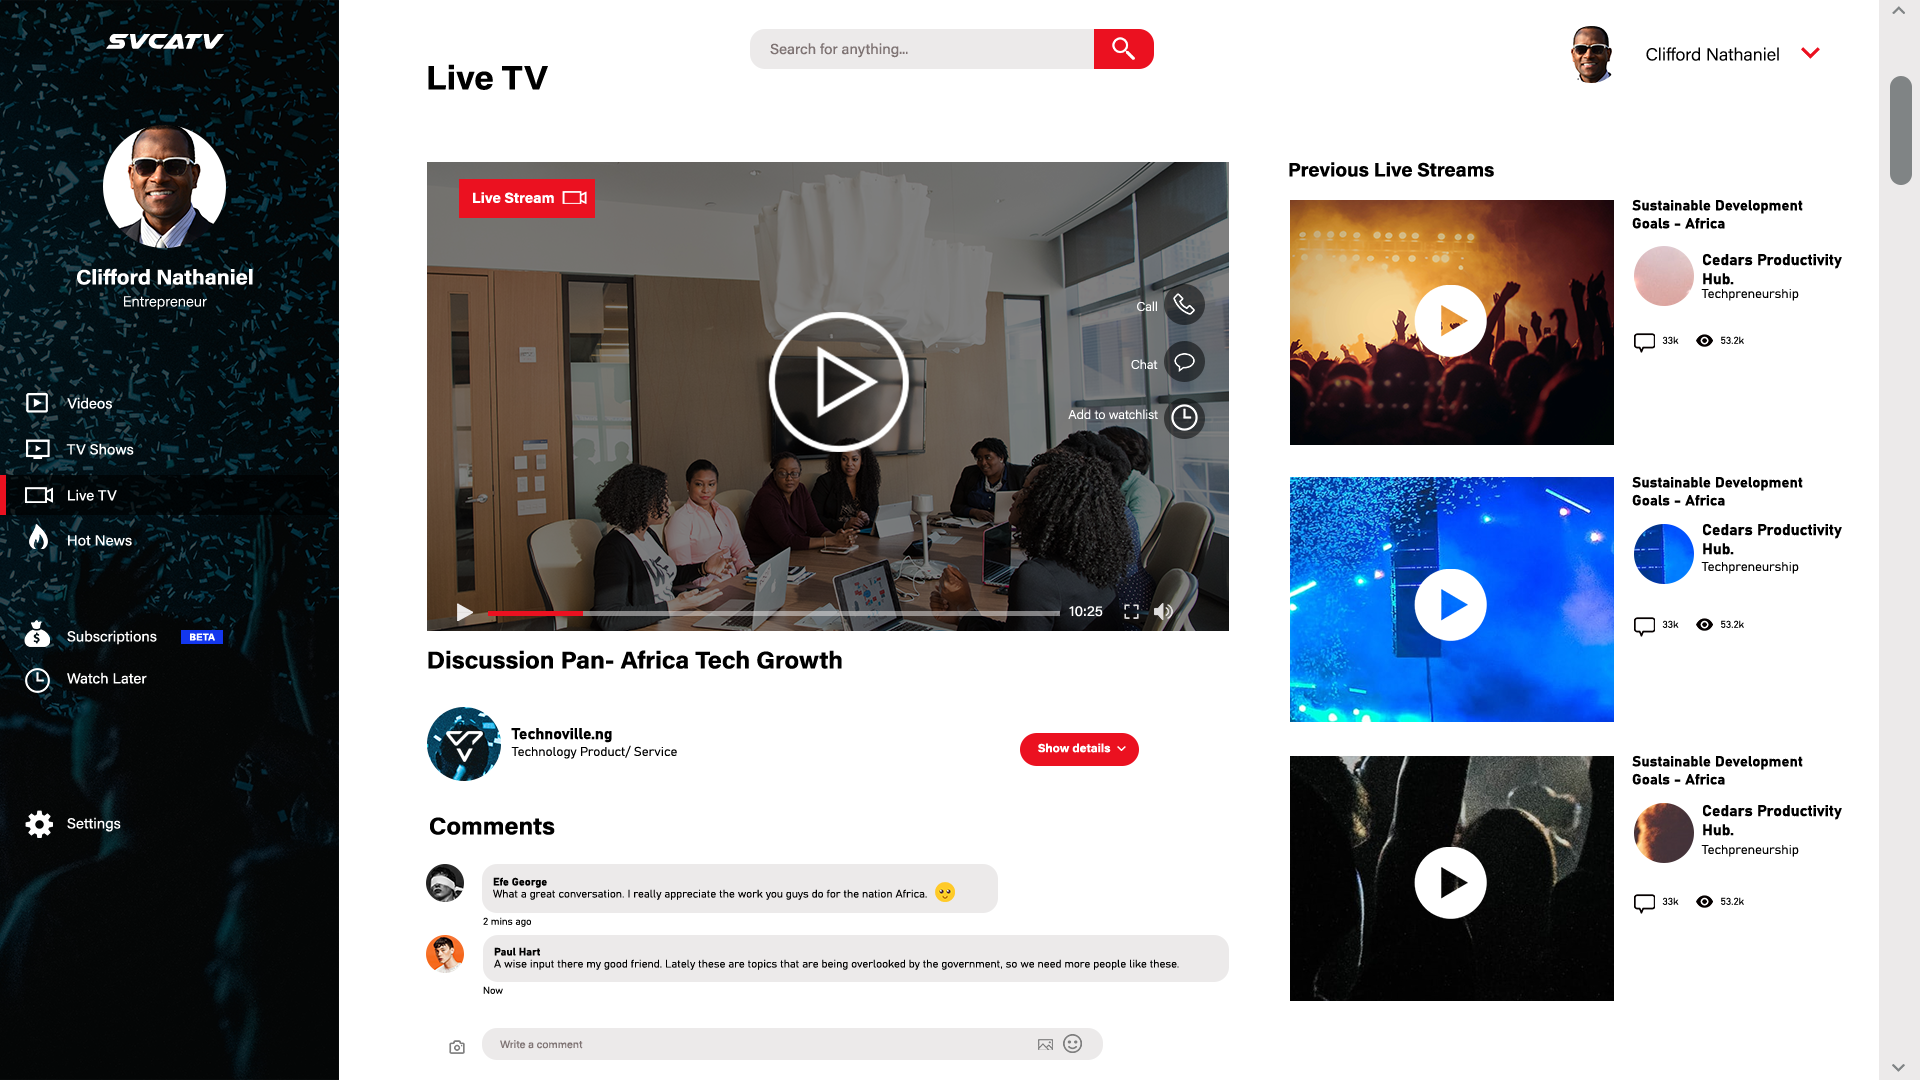 SVCATV
Clifford Nathaniel
Entrepreneur
Videos
TV Shows
Live TV
Hot News
Subscriptions BETA
Watch Later
Settings
Search for anything...
Clifford Nathaniel
Live TV
Live Stream
Call
Chat
Add to watchlist
10:25
Discussion Pan- Africa Tech Growth
Technoville.ng
Technology Product/ Service
Show details
Comments
Efe George
What a great conversation. I really appreciate the work you guys do for the nation Africa.
2 mins ago
Paul Hart
A wise input there my good friend. Lately these are topics that are being overlooked by the government, so we need more people like these.
Now
Write a comment
Previous Live Streams
Sustainable Development
Goals - Africa
Cedars Productivity
Hub.
Techpreneurship
33k 53.2k
Sustainable Development
Goals - Africa
Cedars Productivity
Hub.
Techpreneurship
33k 53.2k
Sustainable Development
Goals - Africa
Cedars Productivity
Hub.
Techpreneurship
33k 53.2k